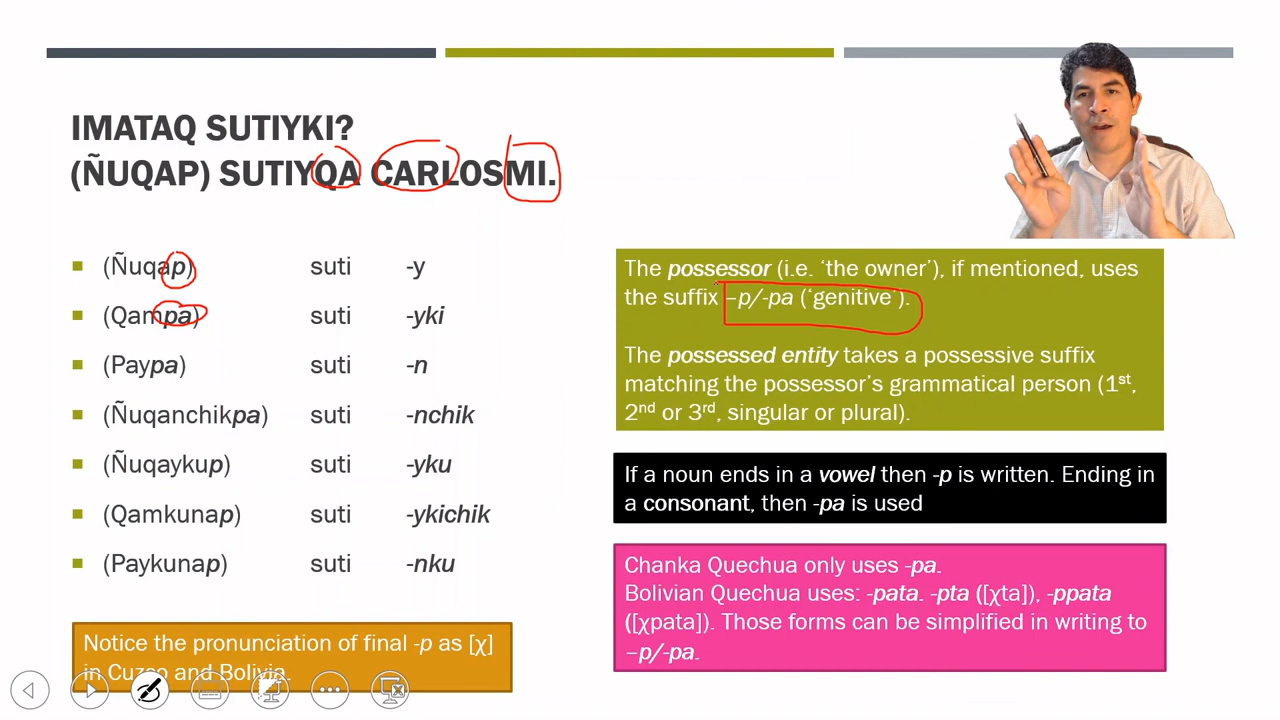 IMATAQ SUTIYKI?
(ÑUQAP) SUTIYQA CARLOSMI.
(Ñuqap) suti -y
(Qampa) suti -yki
(Paypa) suti -n
(Ñuqanchikpa) suti -nchik
(Ñuqaykup) suti -yku
(Qamkunap) suti -ykichik
(Paykunap) suti -nku
Notice the pronunciation of final -p as [χ]
in Cuzco and Bolivia.
The possessor (i.e. ‘the owner’), if mentioned, uses
the suffix –p/-pa (‘genitive’).
The possessed entity takes a possessive suffix
matching the possessor’s grammatical person (1st,
2nd or 3rd, singular or plural).
If a noun ends in a vowel then -p is written. Ending in
a consonant, then -pa is used
Chanka Quechua only uses -pa.
Bolivian Quechua uses: -pata. -pta ([χta]), -ppata
([χpata]). Those forms can be simplified in writing to
–p/-pa.